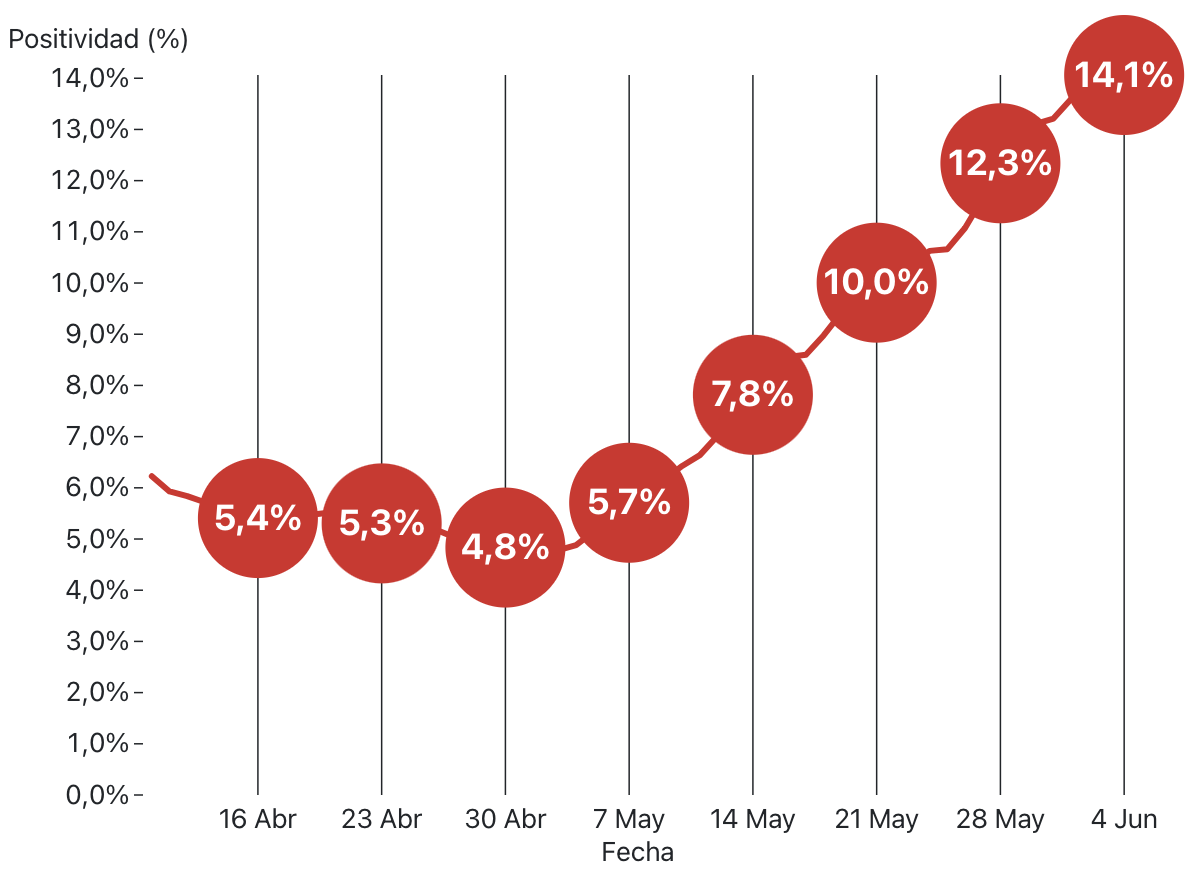 Positividad (%)
14,0%
13,0%
12,0%
11,0%
10,0%
9,0%
8,0%
7,0%
6,0%
5,0%
4,0%
3,0%
2,0%
1,0%
0,0%
5,4%
5,3%
4,8%
5,7%
7,8%
10,0%
12,3%
14,1%
16 Abr
23 Abr
30 Abr
7 May
14 May
21 May
28 May
4 Jun
Fecha